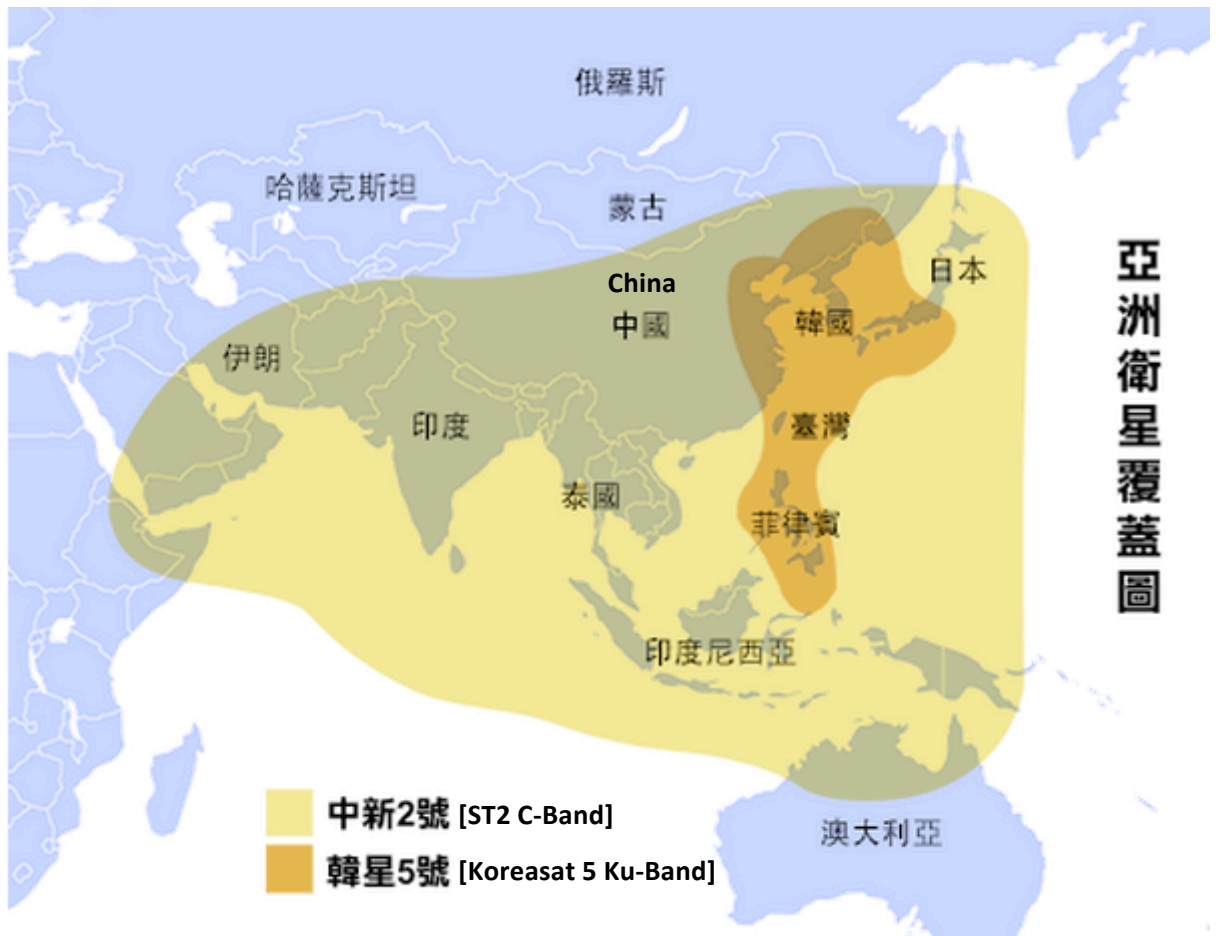 俄羅斯
哈薩克斯坦
蒙古
China
中國
日本
韓國
伊朗
印度
臺灣
泰國
菲律賓
印度尼西亞
澳大利亞
亞洲衛星覆蓋圖
中新2號 [ST2 C-Band]
韓星5號 [Koreasat 5 Ku-Band]